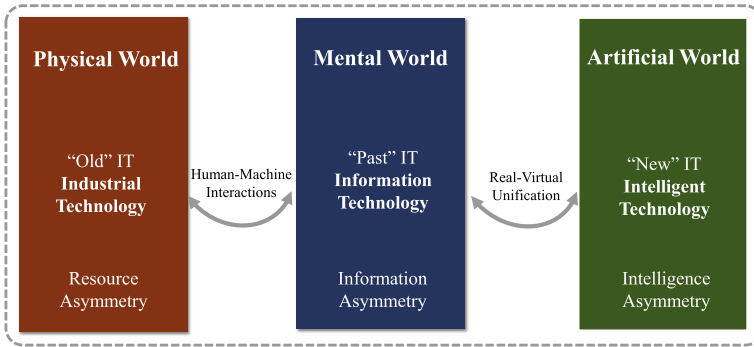 Physical World
"Old" IT
Industrial
Technology
Resource
Asymmetry
Human-Machine
Interactions
Mental World
"Past" IT
Information
Technology
Information
Asymmetry
Real-Virtual
Unification
Artificial World
"New" IT
Intelligent
Technology
Intelligence
Asymmetry